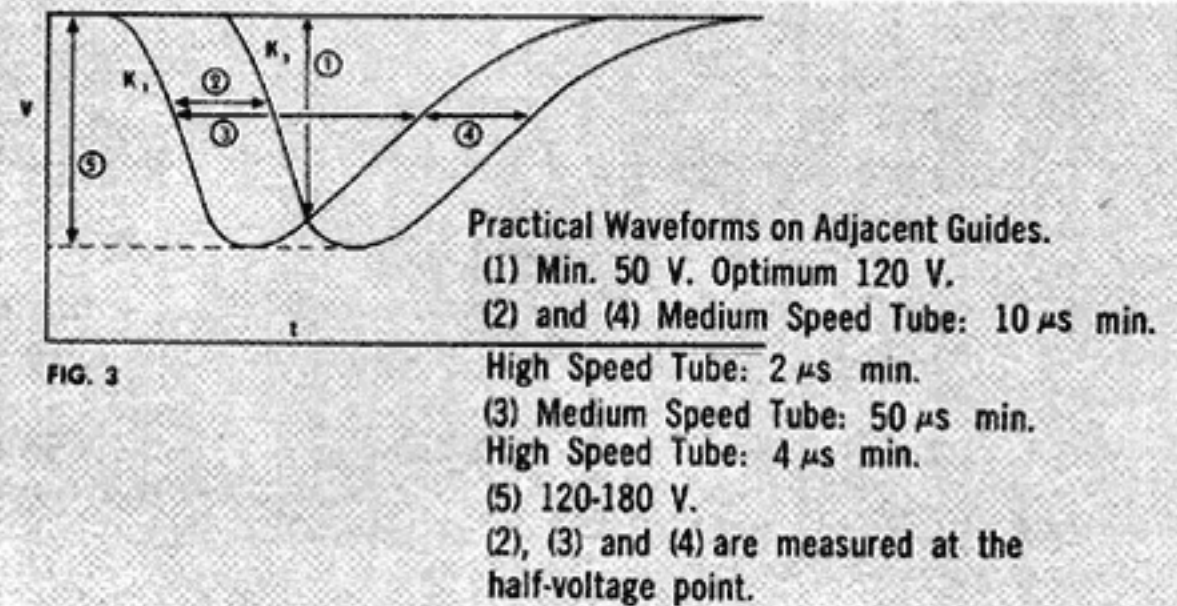 K₁
K₂
①
②
③
④
⑤
V
t
FIG. 3
Practical Waveforms on Adjacent Guides.
(1) Min. 50 V. Optimum 120 V.
(2) and (4) Medium Speed Tube: 10 μs min.
High Speed Tube: 2 μs min.
(3) Medium Speed Tube: 50 μs min.
High Speed Tube: 4 μs min.
(5) 120-180 V.
(2), (3) and (4) are measured at the
half-voltage point.